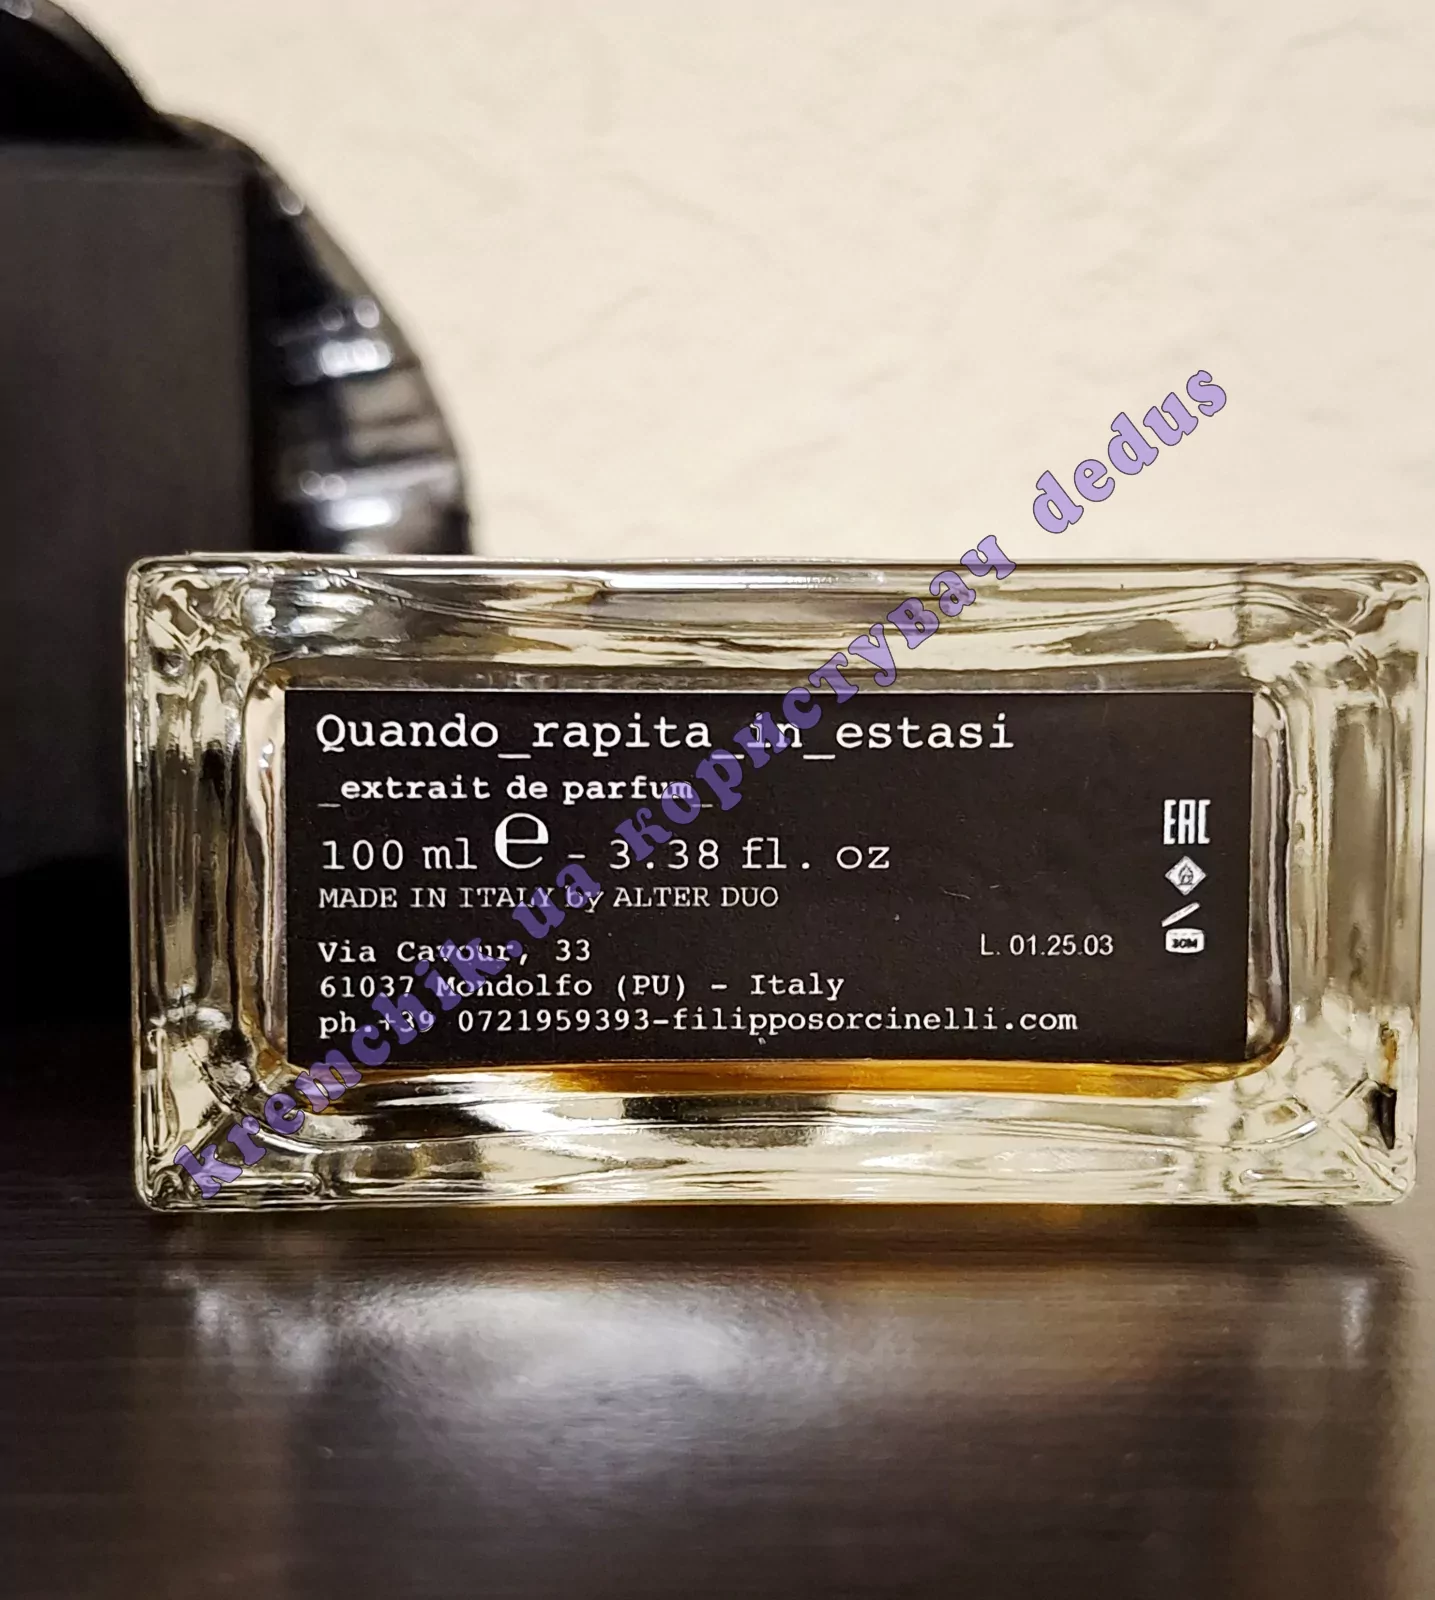 Quando_rapita_in_estasi
_extrait de parfum_
100 ml e - 3.38 fl. oz
MADE IN ITALY by ALTER DUO
Via Cavour, 33
61037 Mondolfo (PU) - Italy
ph.+39 0721959393-filipposorcinelli.com
L. 01.25.03
EAC
kremchik.ua користувач dedus